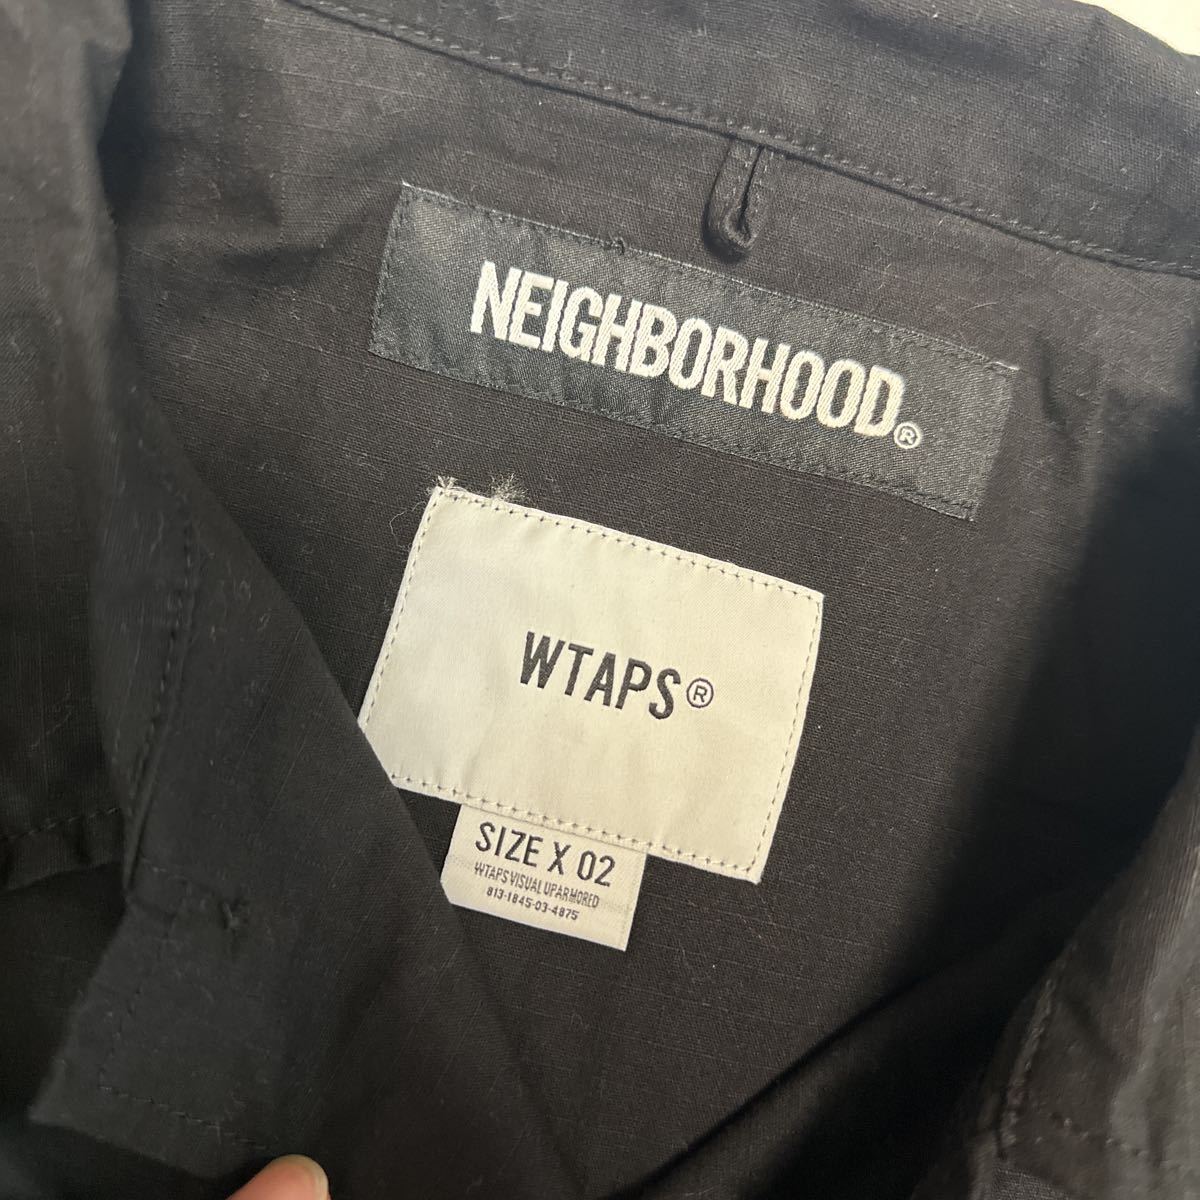 NEIGHBORHOOD®
WTAPS®
SIZE X 02
WTAPS VISUAL UPARMORED
813-1845-03-4875